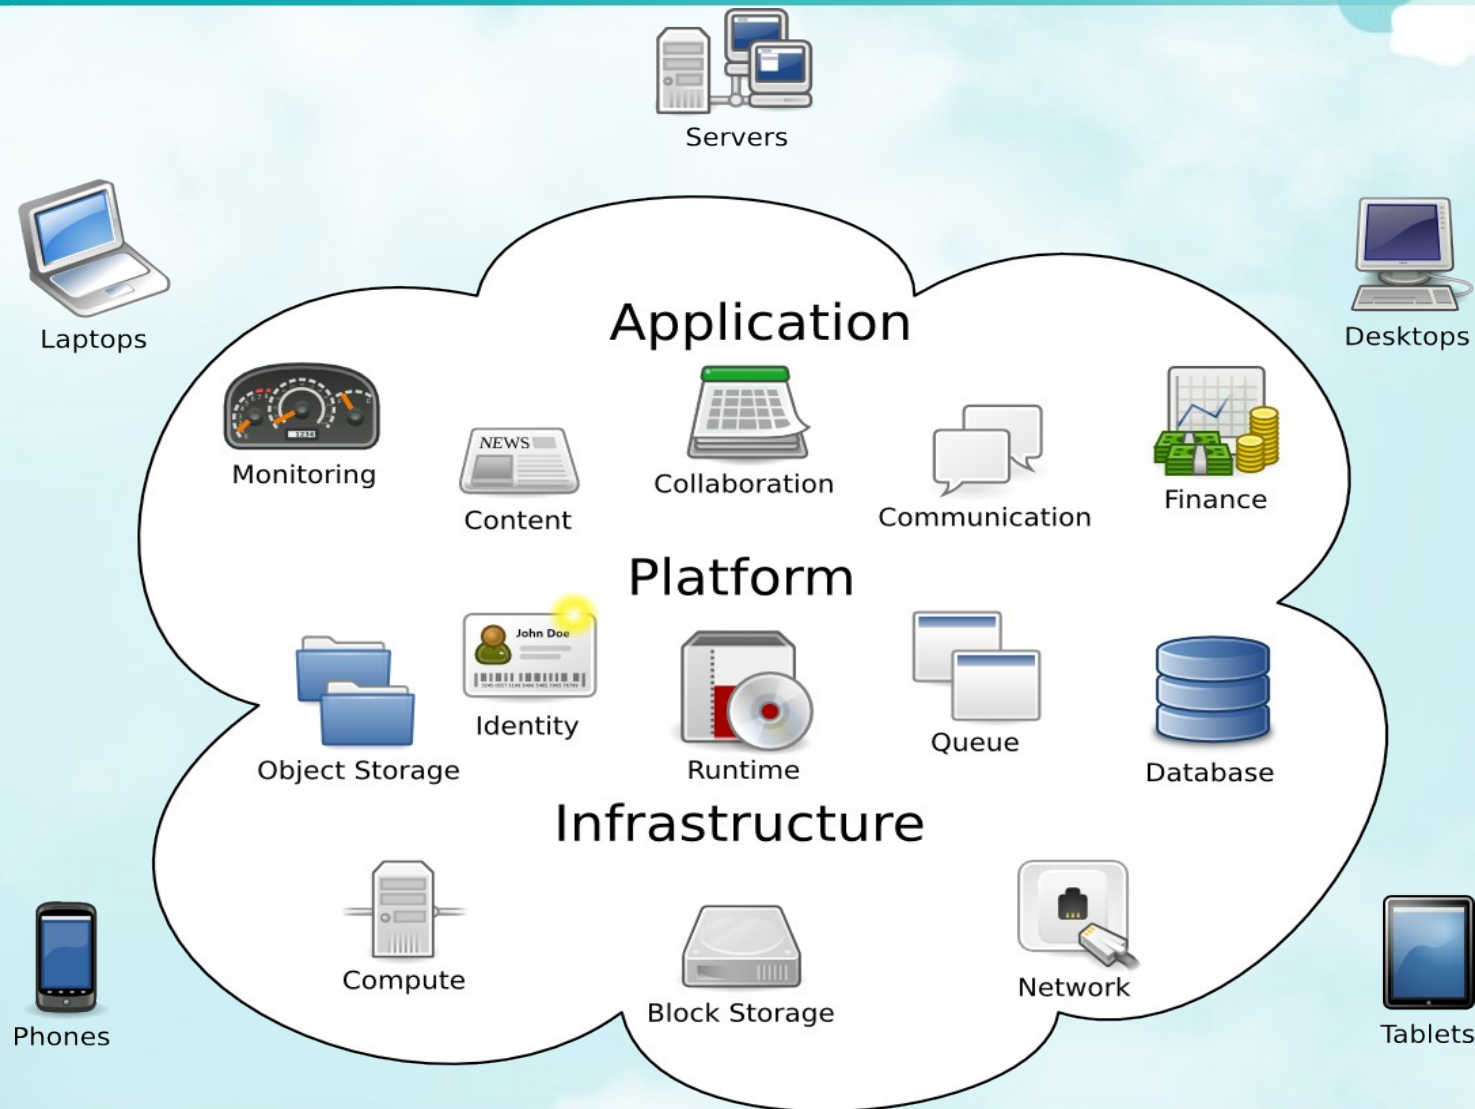 Servers
Laptops
Desktops
Application
Monitoring
NEWS
Content
Collaboration
Communication
Finance
Platform
John Doe
Identity
Object Storage
Runtime
Queue
Database
Infrastructure
Compute
Block Storage
Network
Phones
Tablets